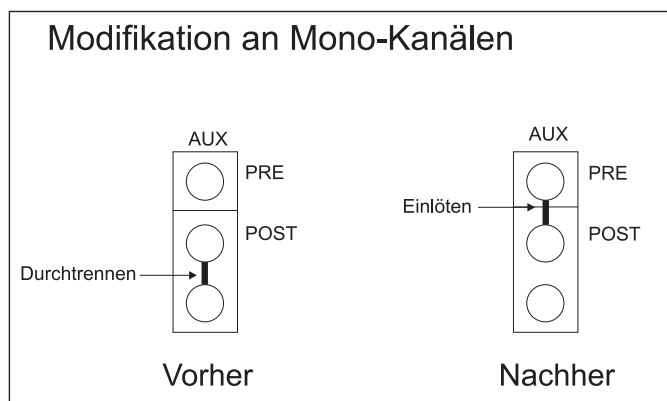 Modifikation an Mono-Kanälen
AUX
PRE
POST
Durchtrennen
Vorher
AUX
PRE
Einlöten
POST
Nachher